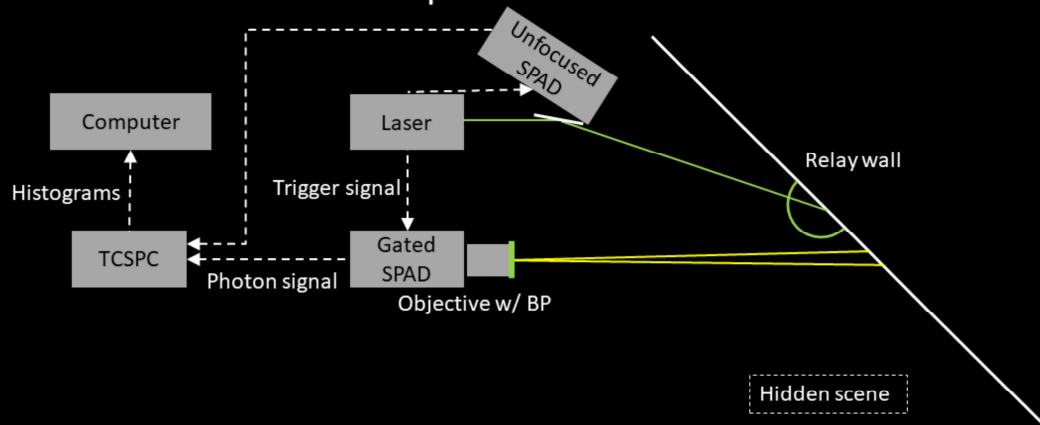 Unfocused
SPAD
Computer
Laser
Relay wall
Histograms
Trigger signal
TCSPC
Gated
SPAD
Photon signal
Objective w/ BP
Hidden scene